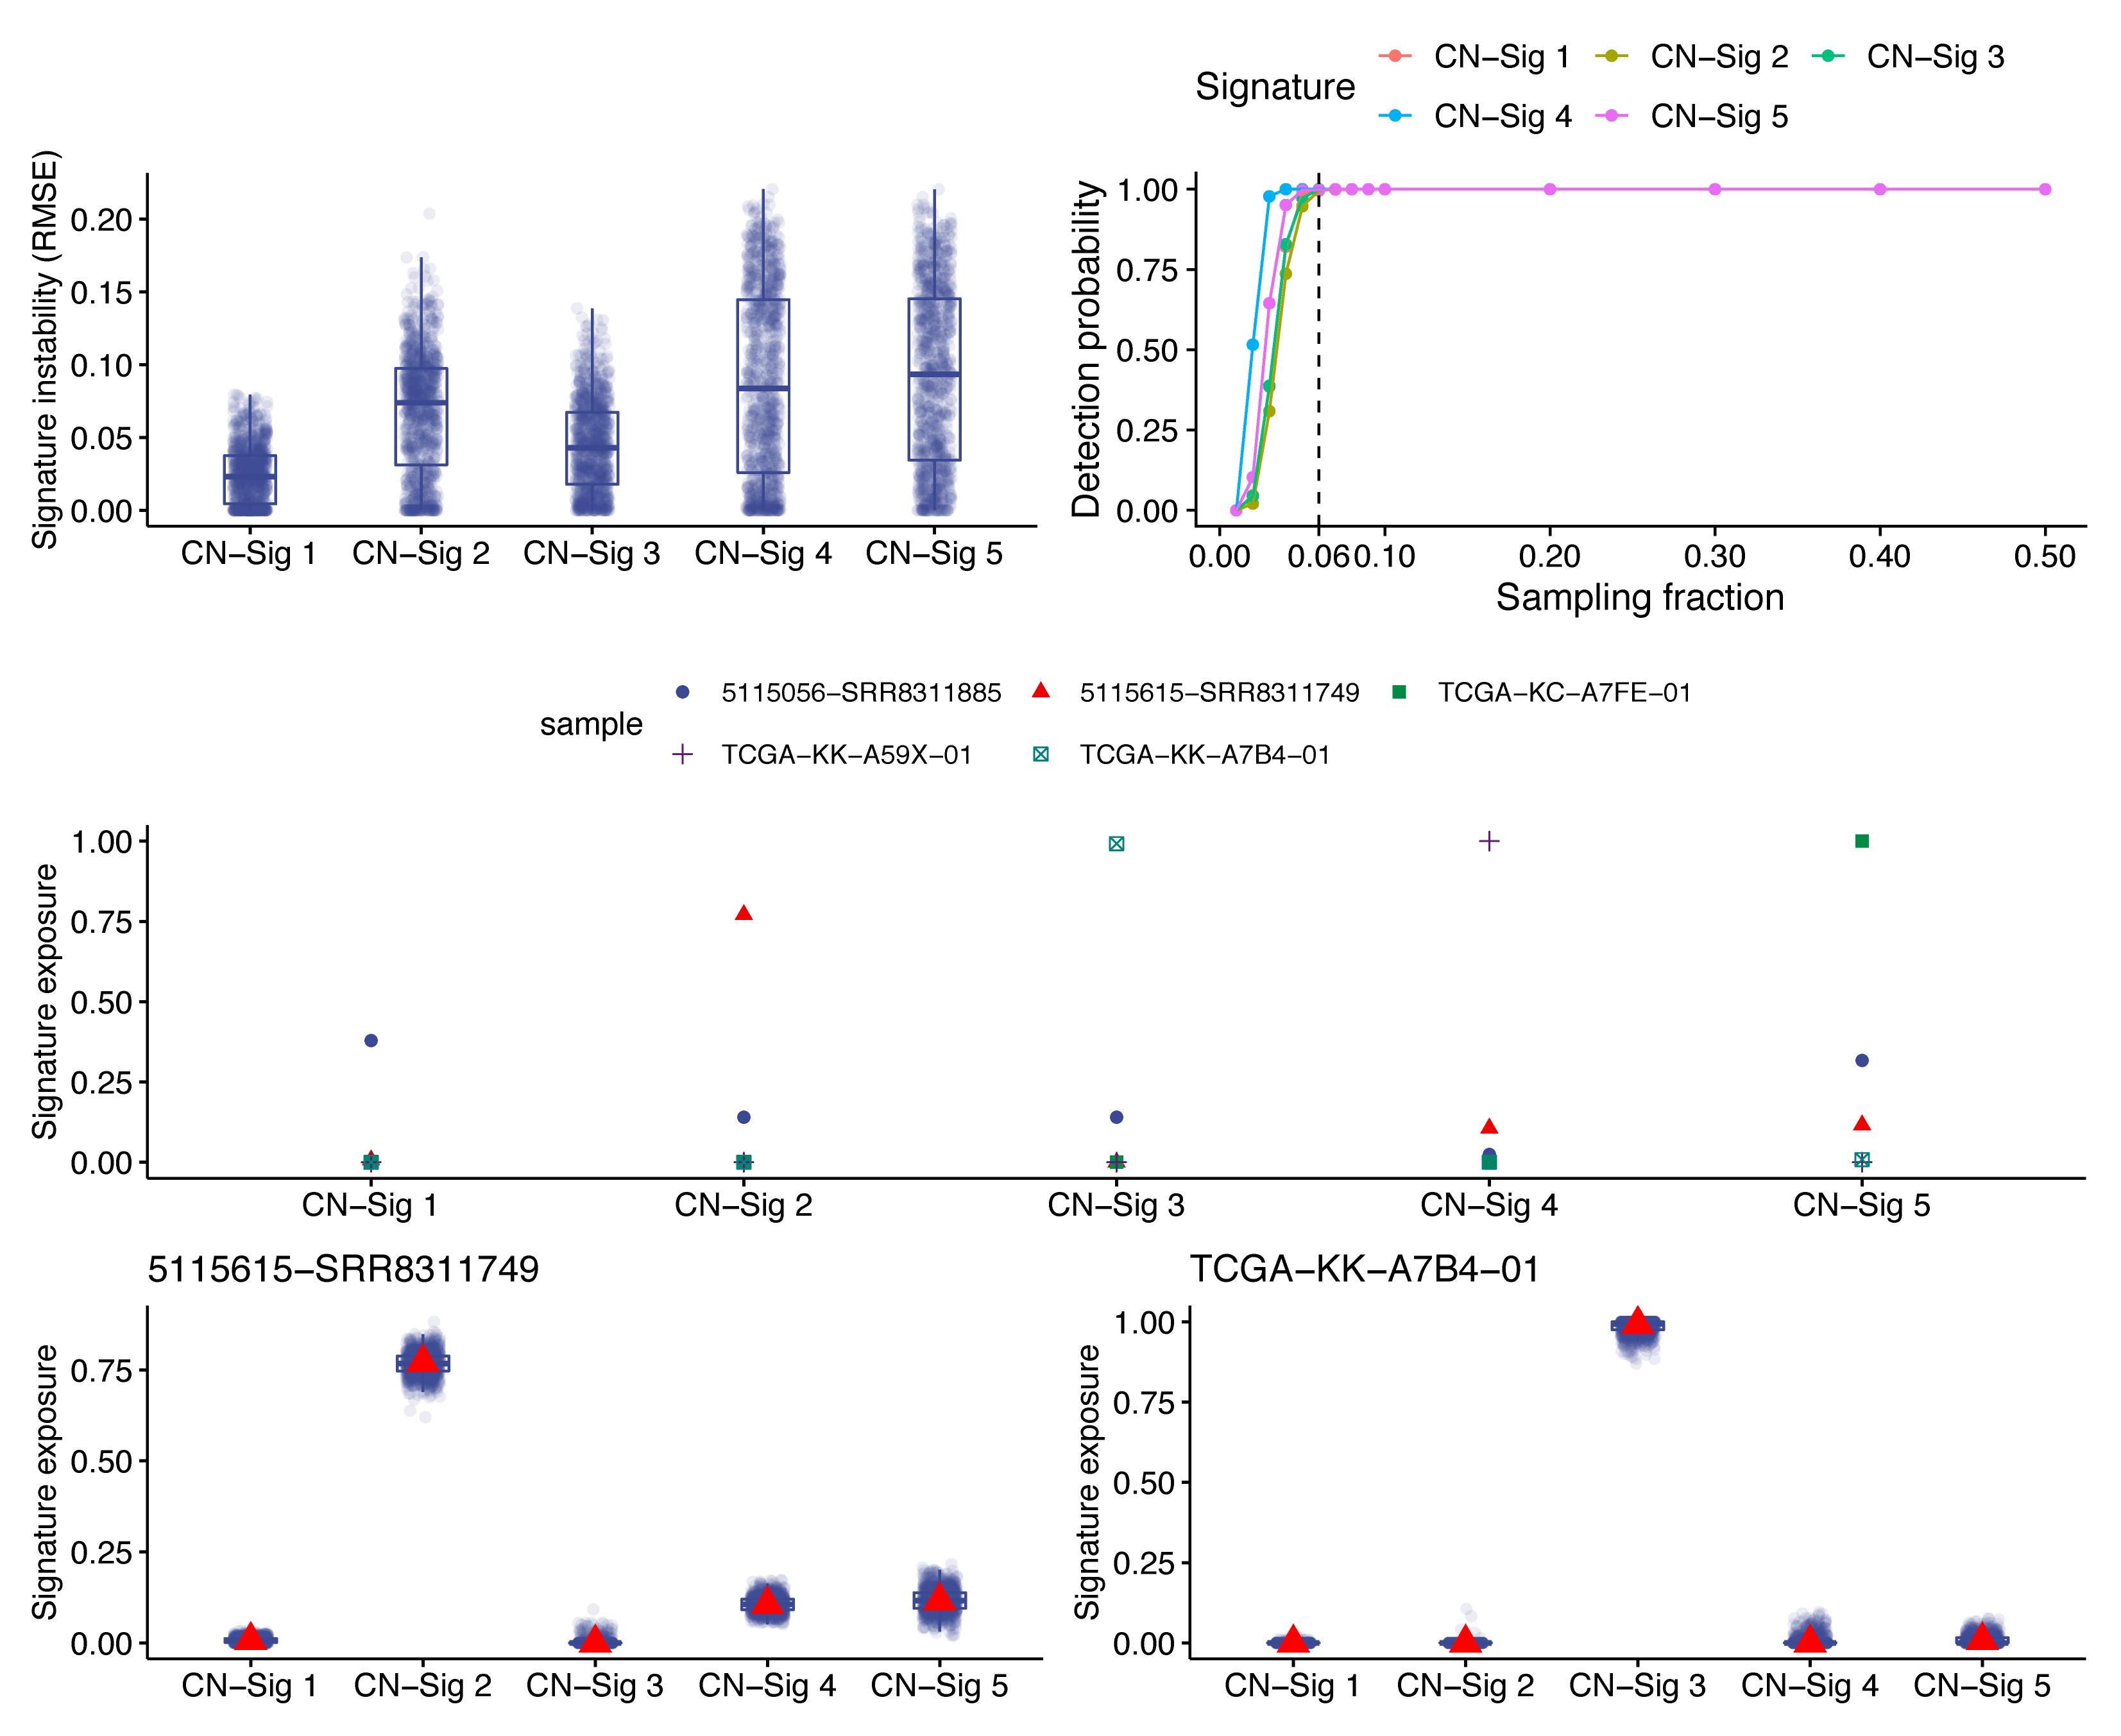 Signature
CN–Sig 1 CN–Sig 2 CN–Sig 3
CN–Sig 4 CN–Sig 5
Signature instability (RMSE)
0.20
0.15
0.10
0.05
0.00
CN–Sig 1 CN–Sig 2 CN–Sig 3 CN–Sig 4 CN–Sig 5
Detection probability
1.00
0.75
0.50
0.25
0.00
0.00 0.06 0.10 0.20 0.30 0.40 0.50
Sampling fraction
sample
5115056–SRR8311885 5115615–SRR8311749 TCGA–KC–A7FE–01
TCGA–KK–A59X–01 TCGA–KK–A7B4–01
Signature exposure
1.00
0.75
0.50
0.25
0.00
CN–Sig 1 CN–Sig 2 CN–Sig 3 CN–Sig 4 CN–Sig 5
5115615–SRR8311749
Signature exposure
0.75
0.50
0.25
0.00
CN–Sig 1 CN–Sig 2 CN–Sig 3 CN–Sig 4 CN–Sig 5
TCGA–KK–A7B4–01
Signature exposure
1.00
0.75
0.50
0.25
0.00
CN–Sig 1 CN–Sig 2 CN–Sig 3 CN–Sig 4 CN–Sig 5